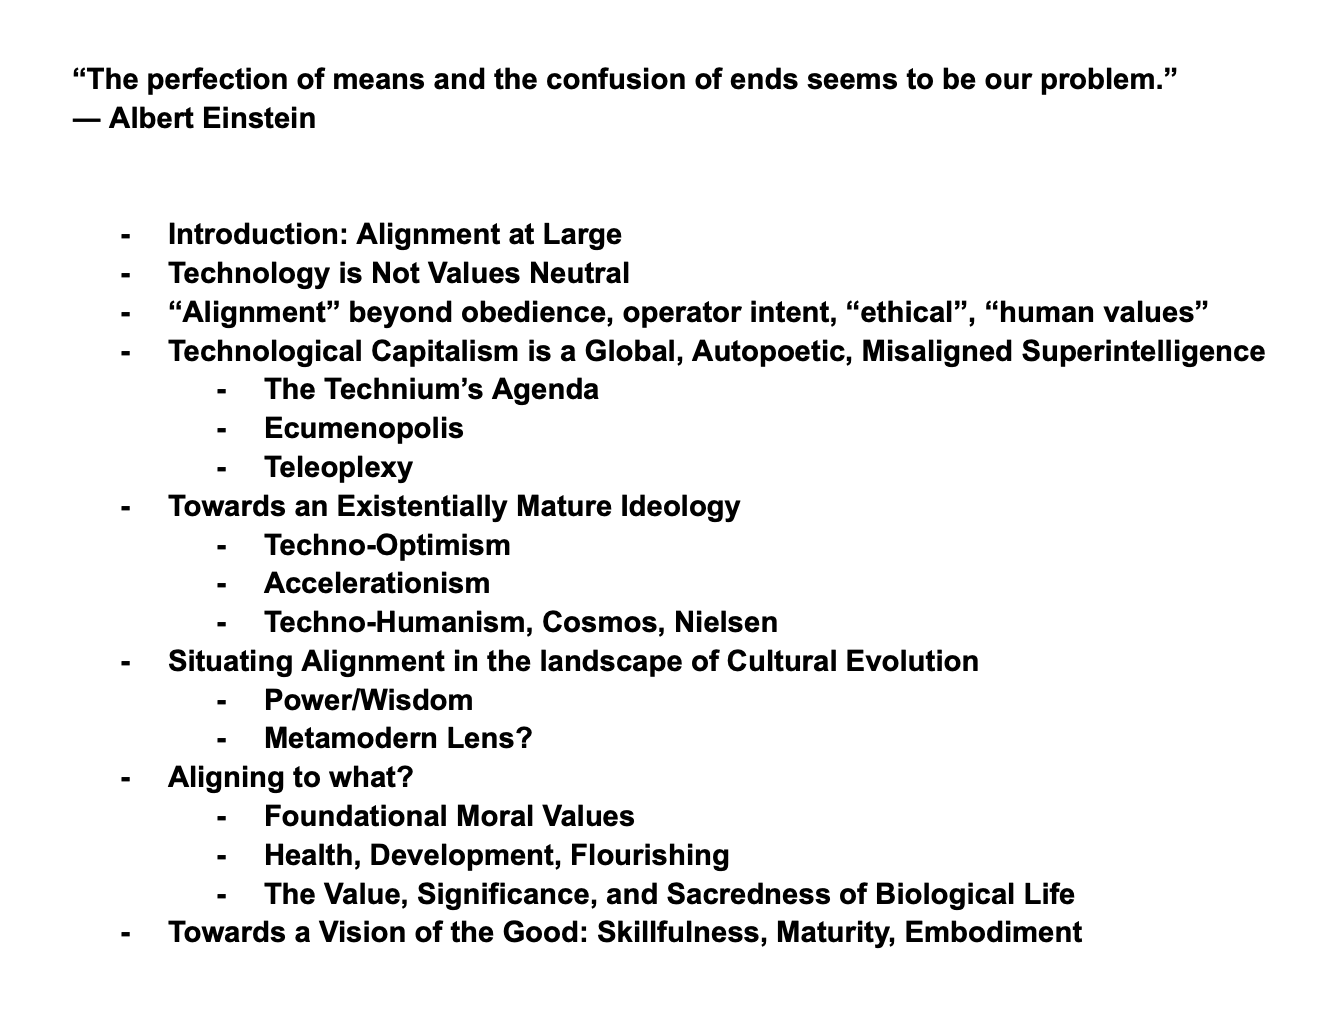 “The perfection of means and the confusion of ends seems to be our problem.”
— Albert Einstein
- Introduction: Alignment at Large
- Technology is Not Values Neutral
- “Alignment” beyond obedience, operator intent, “ethical”, “human values”
- Technological Capitalism is a Global, Autopoetic, Misaligned Superintelligence
- The Technium’s Agenda
- Ecumenopolis
- Teleoplexy
- Towards an Existentially Mature Ideology
- Techno-Optimism
- Accelerationism
- Techno-Humanism, Cosmos, Nielsen
- Situating Alignment in the landscape of Cultural Evolution
- Power/Wisdom
- Metamodern Lens?
- Aligning to what?
- Foundational Moral Values
- Health, Development, Flourishing
- The Value, Significance, and Sacredness of Biological Life
- Towards a Vision of the Good: Skillfulness, Maturity, Embodiment